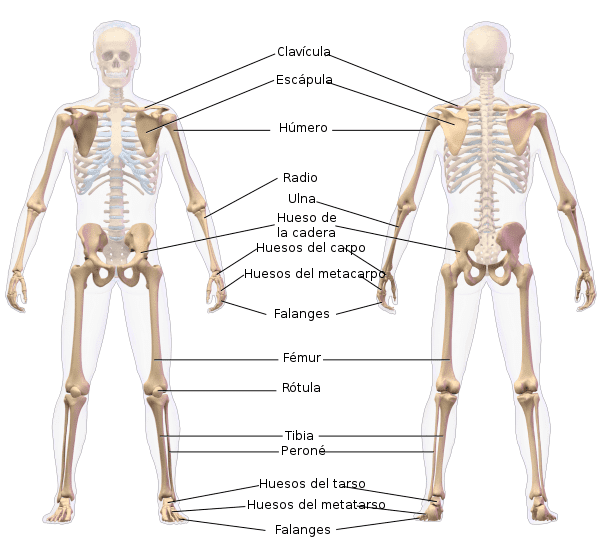 Clavícula
Escápula
Húmero
Radio
Ulna
Hueso de
la cadera
Huesos del carpo
Huesos del metacarpo
Falanges
Fémur
Rótula
Tibia
Peroné
Huesos del tarso
Huesos del metatarso
Falanges